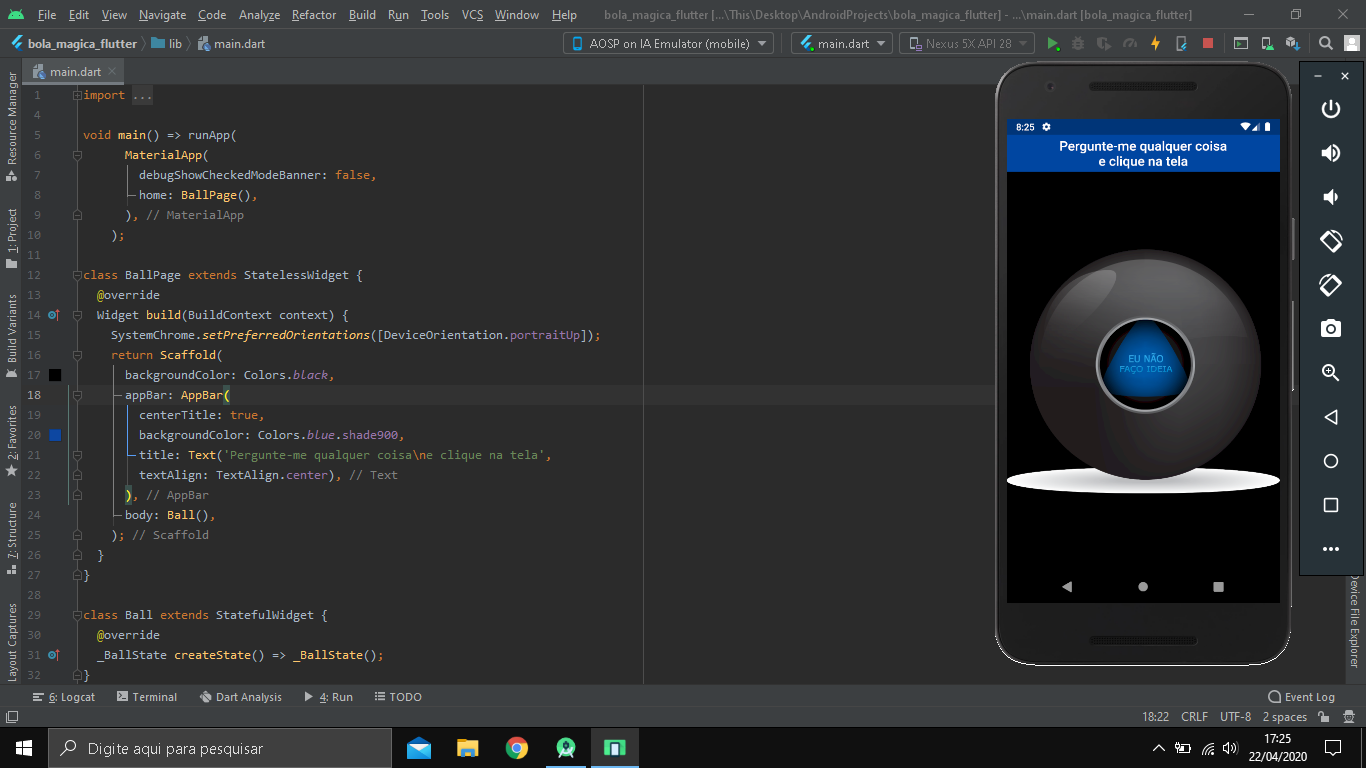 File Edit View Navigate Code Analyze Refactor Build Run Tools VCS Window Help bola_magica_flutter [...\This\Desktop\AndroidProjects\bola_magica_flutter] - ...\main.dart [bola_magica_flutter]
bola_magica_flutter lib main.dart AOSP on IA Emulator (mobile) main.dart Nexus 5X API 28
main.dart
Resource Manager
1: Project
Build Variants
2: Favorites
7: Structure
Layout Captures
1 import ...
4
5 void main() => runApp(
6 MaterialApp(
7 debugShowCheckedModeBanner: false,
8 home: BallPage(),
9 ), // MaterialApp
10 );
11
12 class BallPage extends StatelessWidget {
13 @override
14 Widget build(BuildContext context) {
15 SystemChrome.setPreferredOrientations([DeviceOrientation.portraitUp]);
16 return Scaffold(
17 backgroundColor: Colors.black,
18 appBar: AppBar(
19 centerTitle: true,
20 backgroundColor: Colors.blue.shade900,
21 title: Text('Pergunte-me qualquer coisa\ne clique na tela',
22 textAlign: TextAlign.center), // Text
23 ), // AppBar
24 body: Ball(),
25 ); // Scaffold
26 }
27 }
28
29 class Ball extends StatefulWidget {
30 @override
31 _BallState createState() => _BallState();
32 }
8:25
Pergunte-me qualquer coisa
e clique na tela
EU NÃO
FAÇO IDEIA
Device File Explorer
6: Logcat Terminal Dart Analysis 4: Run TODO Event Log
18:22 CRLF UTF-8 2 spaces
Digite aqui para pesquisar
17:25
22/04/2020